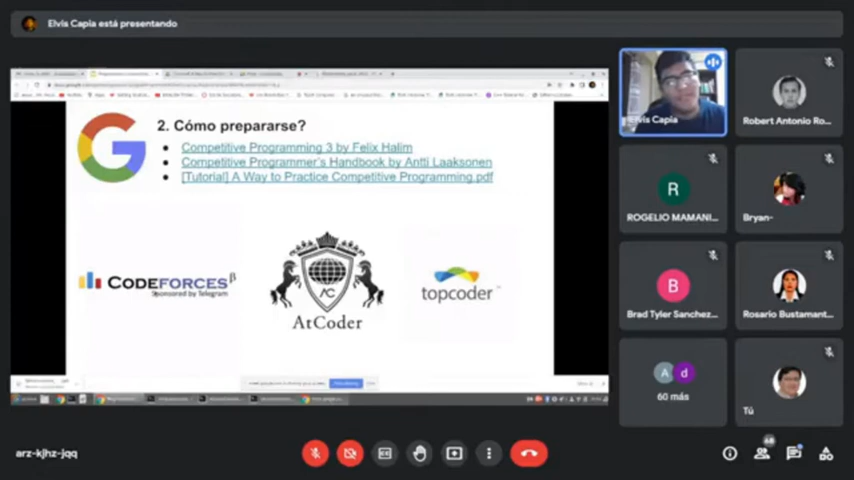 Elvis Capia está presentando
2. Cómo prepararse?
Competitive Programming 3 by Felix Halim
Competitive Programmer's Handbook by Antti Laaksonen
[Tutorial] A Way to Practice Competitive Programming.pdf
CODEFORCES β
Sponsored by Telegram
AC
AtCoder
topcoder
Elvis Capia
Robert Antonio Ro...
R
ROGELIO MAMANI...
Bryan-
B
Brad Tyler Sanchez...
Rosario Bustamant...
A d
60 más
Tú
arz-kjhz-jqq
68